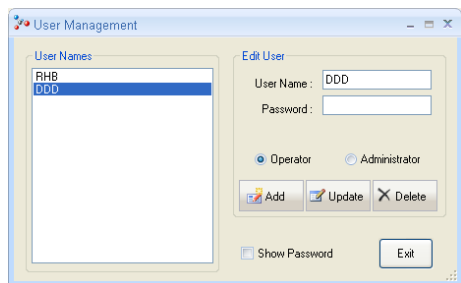 User Management
User Names
RHB
DDD
Edit User
User Name : DDD
Password :
Operator Administrator
Add Update Delete
Show Password Exit